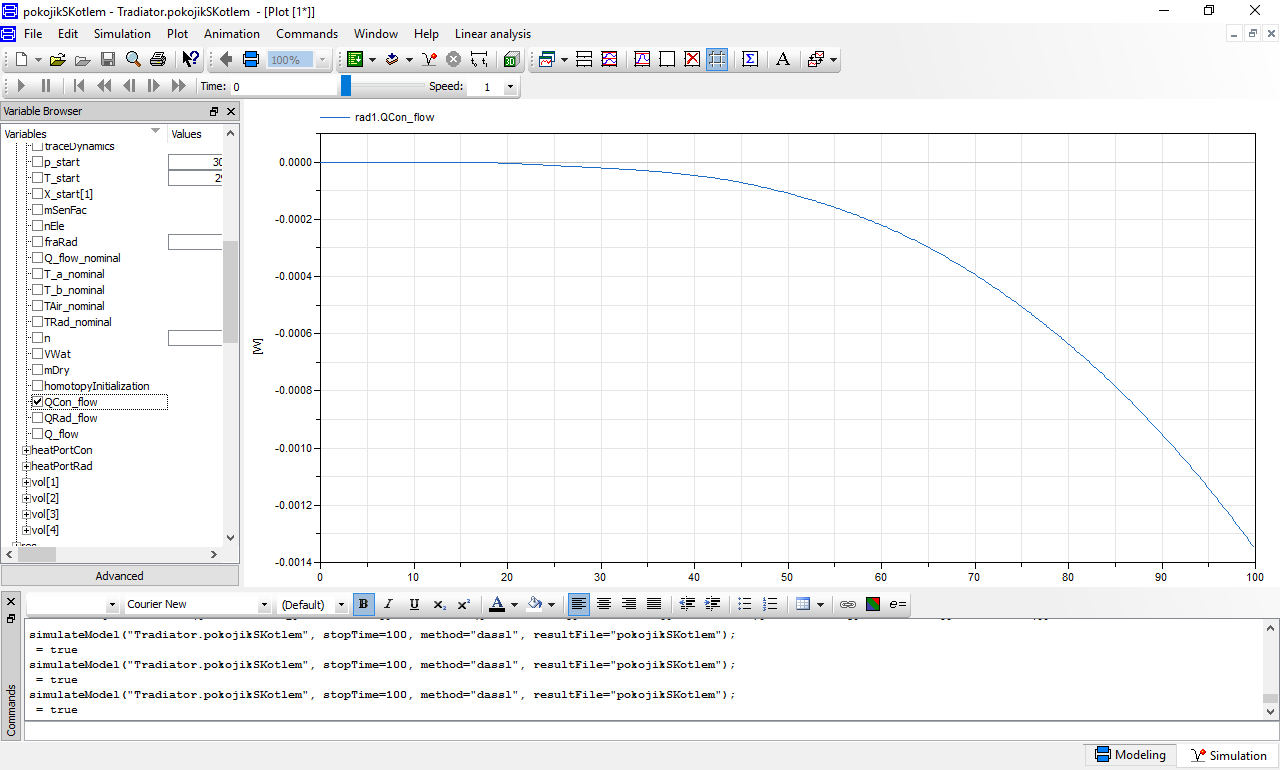 pokojikSKotlem - Tradiator.pokojikSKotlem - [Plot [1*]]
File Edit Simulation Plot Animation Commands Window Help Linear analysis
100%
3D
Σ
A
Time: 0 Speed: 1
Variable Browser
Variables Values
traceDynamics
p_start 30
T_start 29
X_start[1]
mSenFac
nEle
fraRad
Q_flow_nominal
T_a_nominal
T_b_nominal
TAir_nominal
TRad_nominal
n
VWat
mDry
homotopyInitialization
QCon_flow
QRad_flow
Q_flow
heatPortCon
heatPortRad
vol[1]
vol[2]
vol[3]
vol[4]
Advanced
rad1.QCon_flow
0.0000
-0.0002
-0.0004
-0.0006
-0.0008
-0.0010
-0.0012
-0.0014
[W]
0 10 20 30 40 50 60 70 80 90 100
Courier New (Default) B I U X₂ X² A e=
simulateModel("Tradiator.pokojikSKotlem", stopTime=100, method="dassl", resultFile="pokojikSKotlem");
= true
simulateModel("Tradiator.pokojikSKotlem", stopTime=100, method="dassl", resultFile="pokojikSKotlem");
= true
simulateModel("Tradiator.pokojikSKotlem", stopTime=100, method="dassl", resultFile="pokojikSKotlem");
= true
Commands
Modeling Simulation